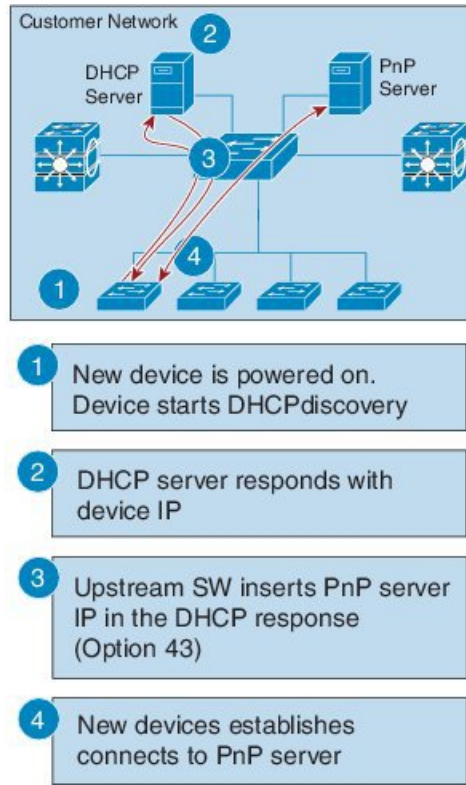 Customer Network
2
DHCP
Server
PnP
Server
3
4
1
1
New device is powered on.
Device starts DHCPdiscovery
2
DHCP server responds with
device IP
3
Upstream SW inserts PnP server
IP in the DHCP response
(Option 43)
4
New devices establishes
connects to PnP server